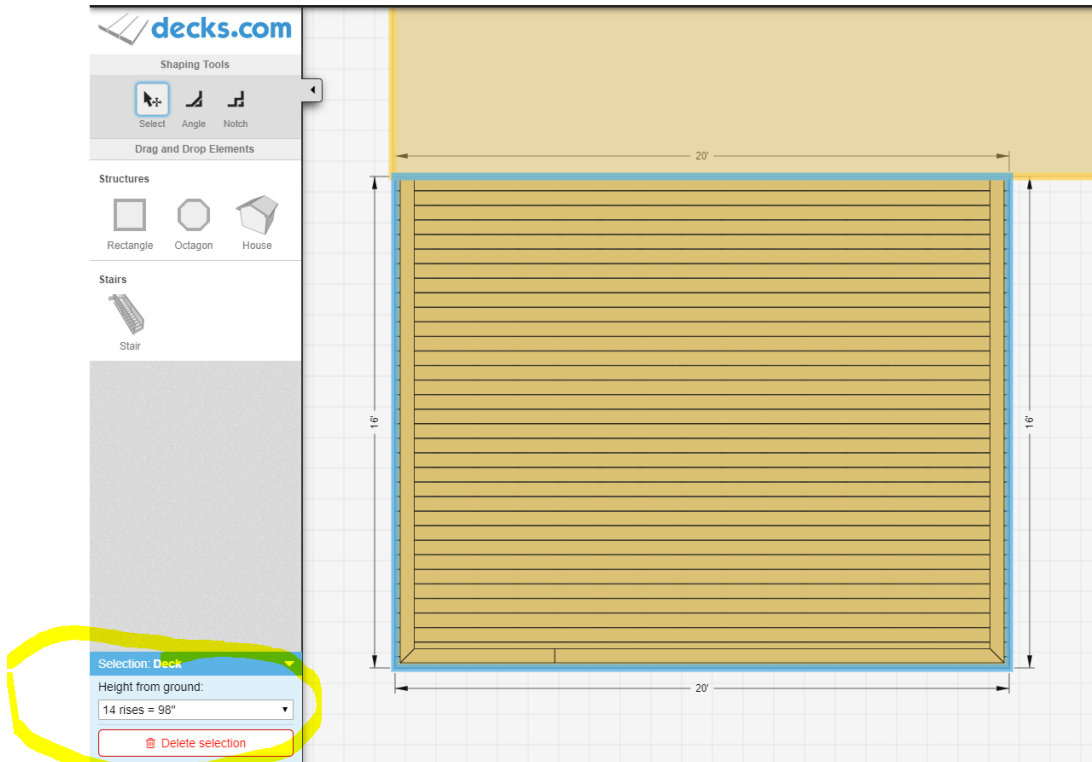 decks.com
Shaping Tools
Select Angle Notch
Drag and Drop Elements
Structures
Rectangle Octagon House
Stairs
Stair
Selection: Deck
Height from ground:
14 rises = 98"
Delete selection
20'
16'
16'
20'